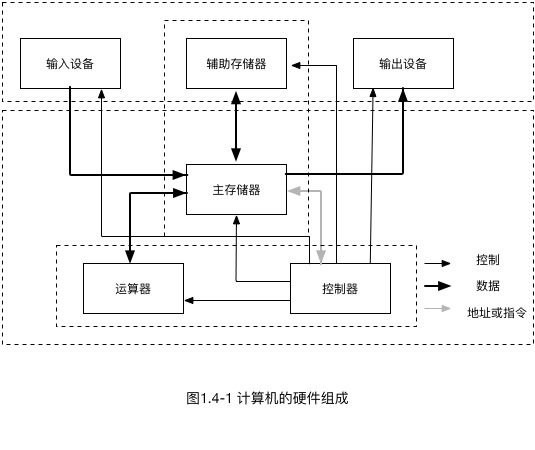 输入设备
辅助存储器
输出设备
主存储器
运算器
控制器
控制
数据
地址或指令
图1.4-1 计算机的硬件组成